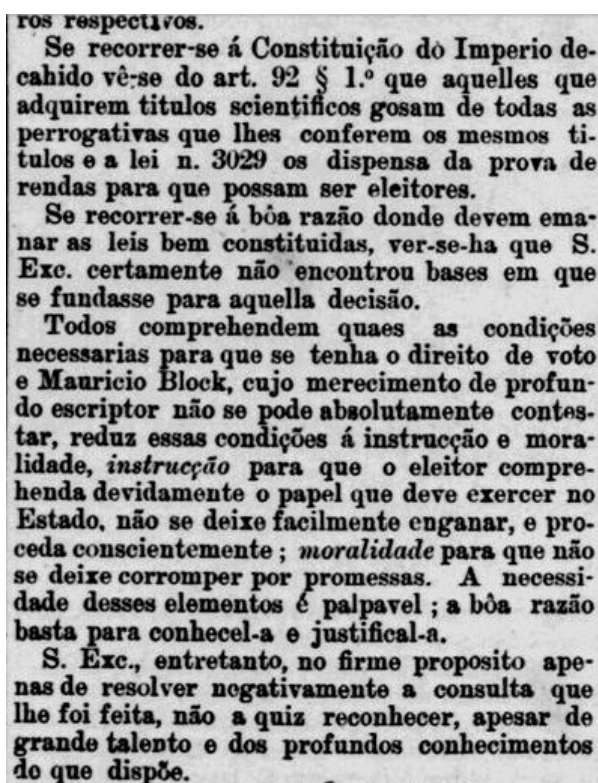 ros respectivos.
Se recorrer-se á Constituição do Imperio de-
cahido vê-se do art. 92 § 1.º que aquelles que
adquirem titulos scientificos gosam de todas as
perrogativas que lhes conferem os mesmos ti-
tulos e a lei n. 3029 os dispensa da prova de
rendas para que possam ser eleitores.
Se recorrer-se á bôa razão donde devem ema-
nar as leis bem constituidas, ver-se-ha que S.
Exc. certamente não encontrou bases em que
se fundasse para aquella decisão.
Todos comprehendem quaes as condições
necessarias para que se tenha o direito de voto
e Mauricio Block, cujo merecimento de profun-
do escriptor não se pode absolutamente contes-
tar, reduz essas condições á instrucção e mora-
lidade, instrucção para que o eleitor compre-
henda devidamente o papel que deve exercer no
Estado, não se deixe facilmente enganar, e pro-
ceda conscientemente ; moralidade para que não
se deixe corromper por promessas. A necessi-
dade desses elementos é palpavel ; a bôa razão
basta para conhecel-a e justifical-a.
S. Exc., entretanto, no firme proposito ape-
nas de resolver negativamente a consulta que
lhe foi feita, não a quiz reconhecer, apesar de
grande talento e dos profundos conhecimentos
do que dispõe.